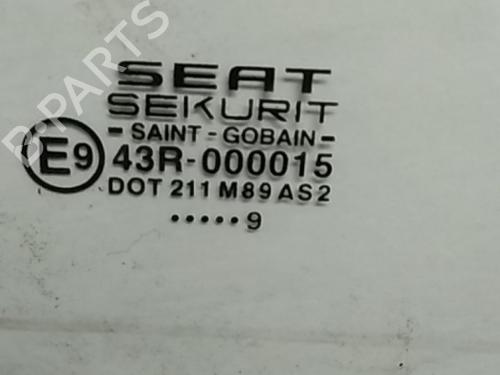 SEAT
SEKURIT
- SAINT - GOBAIN -
E9 43R-000015
DOT 211 M89 AS2
.....9
B-PARTS